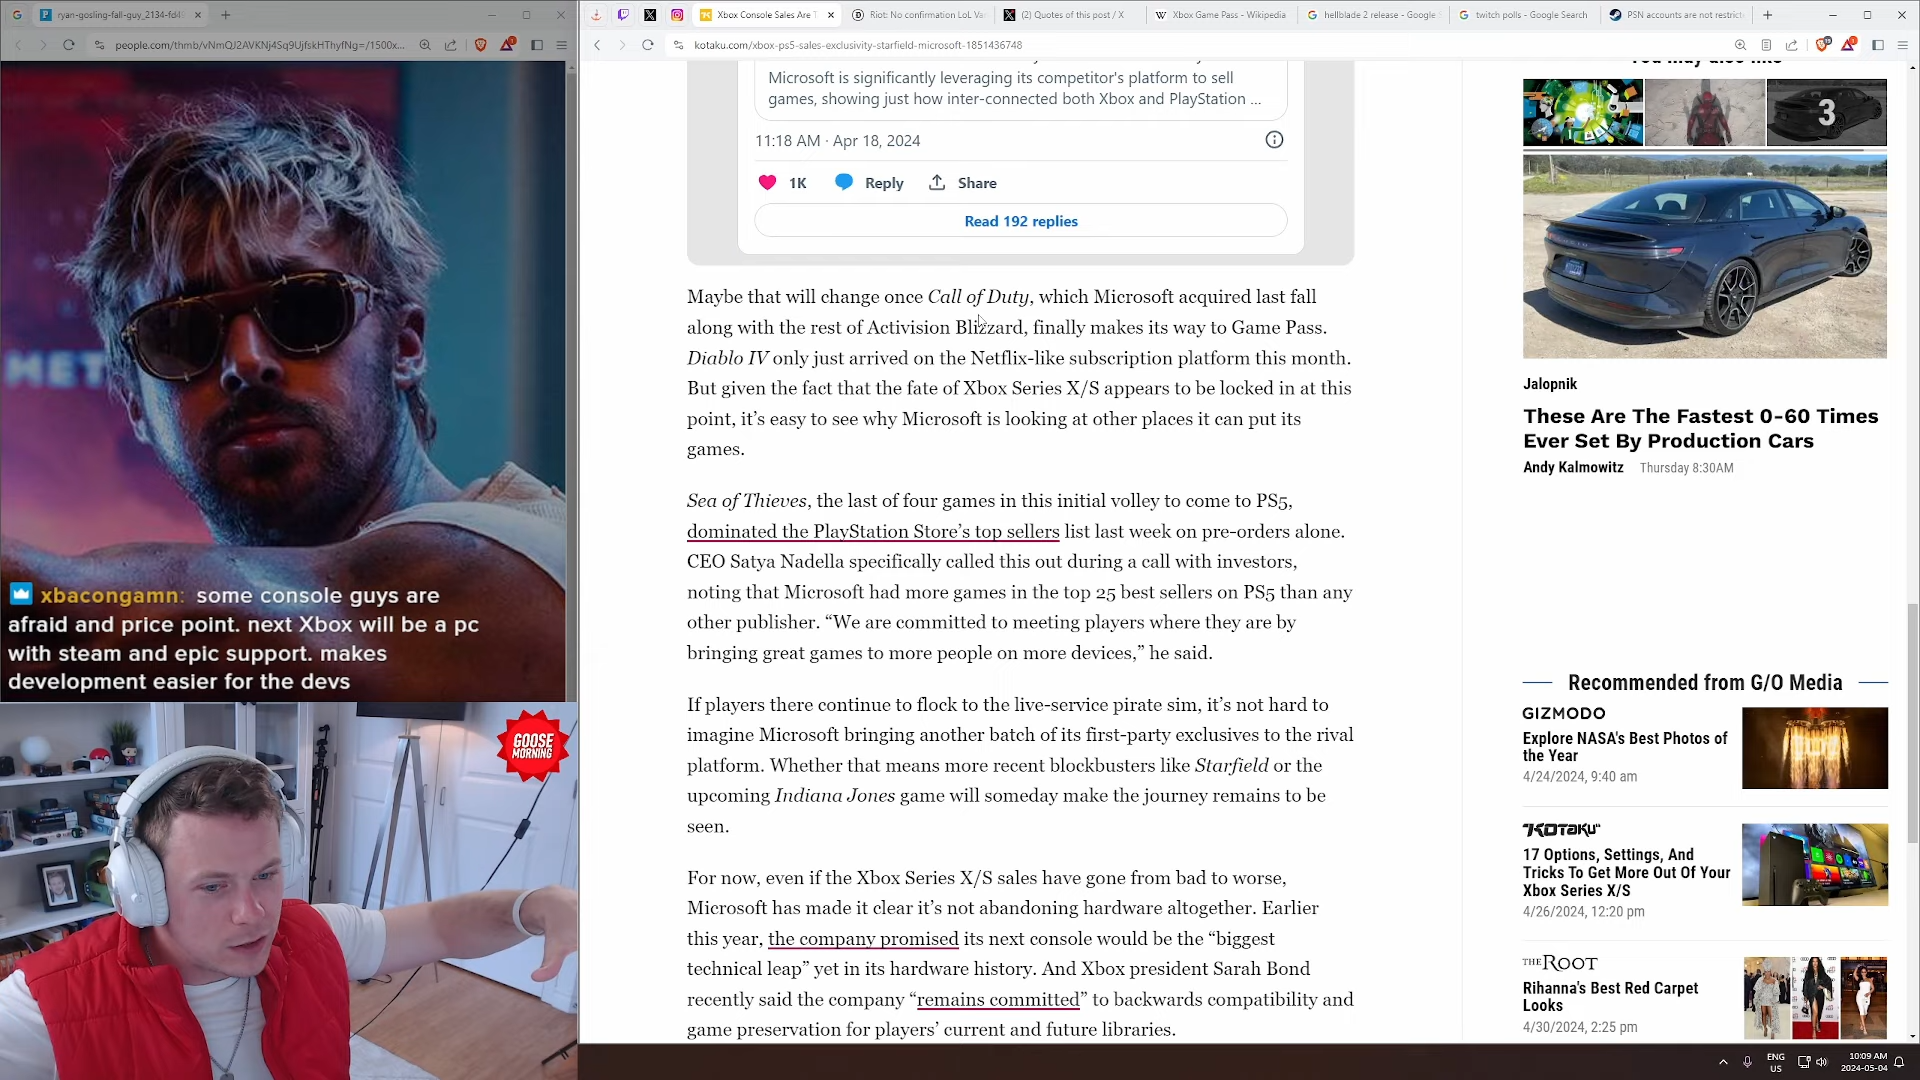 ryan-gosling-fall-guy_2134-fd4
people.com/thmb/vNmQJ2AVKNj4Sq9UjfskHThyfNg=/1500x...
Xbox Console Sales Are T
Riot: No confirmation LoL Va
(2) Quotes of this post / X
Xbox Game Pass - Wikipedia
hellblade 2 release - Google S
twitch polls - Google Search
PSN accounts are not restrict
kotaku.com/xbox-ps5-sales-exclusivity-starfield-microsoft-1851436748
MET
xbacongamn: some console guys are
afraid and price point. next Xbox will be a pc
with steam and epic support. makes
development easier for the devs
GOOSE
MORNING
Microsoft is significantly leveraging its competitor's platform to sell
games, showing just how inter-connected both Xbox and PlayStation ...
11:18 AM · Apr 18, 2024
1K Reply Share
Read 192 replies
Maybe that will change once Call of Duty, which Microsoft acquired last fall
along with the rest of Activision Blizzard, finally makes its way to Game Pass.
Diablo IV only just arrived on the Netflix-like subscription platform this month.
But given the fact that the fate of Xbox Series X/S appears to be locked in at this
point, it’s easy to see why Microsoft is looking at other places it can put its
games.
Sea of Thieves, the last of four games in this initial volley to come to PS5,
dominated the PlayStation Store’s top sellers list last week on pre-orders alone.
CEO Satya Nadella specifically called this out during a call with investors,
noting that Microsoft had more games in the top 25 best sellers on PS5 than any
other publisher. “We are committed to meeting players where they are by
bringing great games to more people on more devices,” he said.
If players there continue to flock to the live-service pirate sim, it’s not hard to
imagine Microsoft bringing another batch of its first-party exclusives to the rival
platform. Whether that means more recent blockbusters like Starfield or the
upcoming Indiana Jones game will someday make the journey remains to be
seen.
For now, even if the Xbox Series X/S sales have gone from bad to worse,
Microsoft has made it clear it’s not abandoning hardware altogether. Earlier
this year, the company promised its next console would be the “biggest
technical leap” yet in its hardware history. And Xbox president Sarah Bond
recently said the company “remains committed” to backwards compatibility and
game preservation for players’ current and future libraries.
You may also like
3
Jalopnik
These Are The Fastest 0-60 Times
Ever Set By Production Cars
Andy Kalmowitz Thursday 8:30AM
Recommended from G/O Media
GIZMODO
Explore NASA's Best Photos of
the Year
4/24/2024, 9:40 am
KOTAKU
17 Options, Settings, And
Tricks To Get More Out Of Your
Xbox Series X/S
4/26/2024, 12:20 pm
THE ROOT
Rihanna's Best Red Carpet
Looks
4/30/2024, 2:25 pm
ENG
US
10:09 AM
2024-05-04